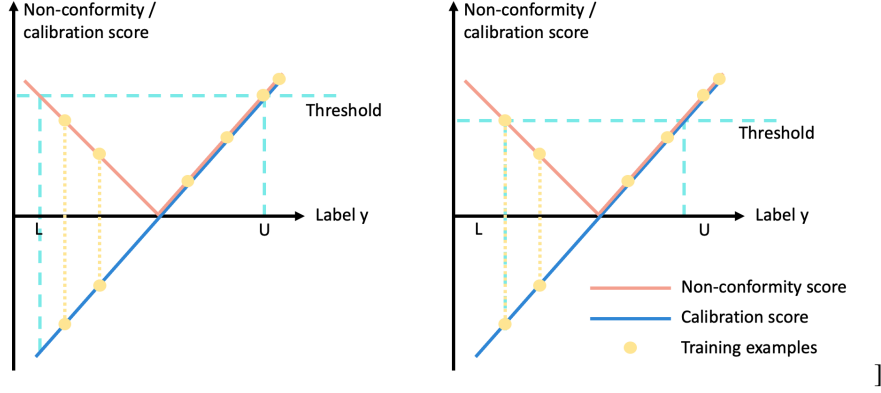 Non-conformity /
calibration score
Threshold
Label y
L
U
Non-conformity /
calibration score
Threshold
Label y
L
U
Non-conformity score
Calibration score
Training examples
]